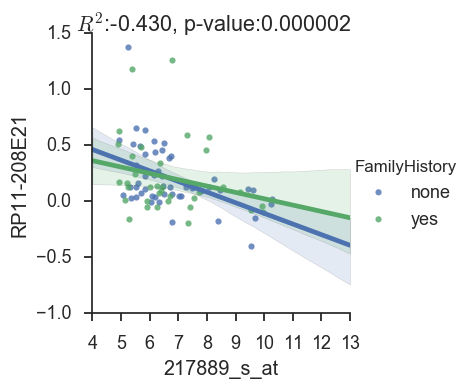 R²:-0.430, p-value:0.000002
1.5
1.0
0.5
0.0
−0.5
−1.0
RP11-208E21
4 5 6 7 8 9 10 11 12 13
217889_s_at
FamilyHistory
none
yes